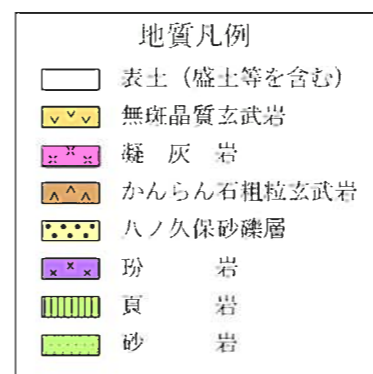 地質凡例
表土（盛土等を含む）
無斑晶質玄武岩
凝 灰 岩
かんらん石粗粒玄武岩
八ノ久保砂礫層
玢 岩
頁 岩
砂 岩